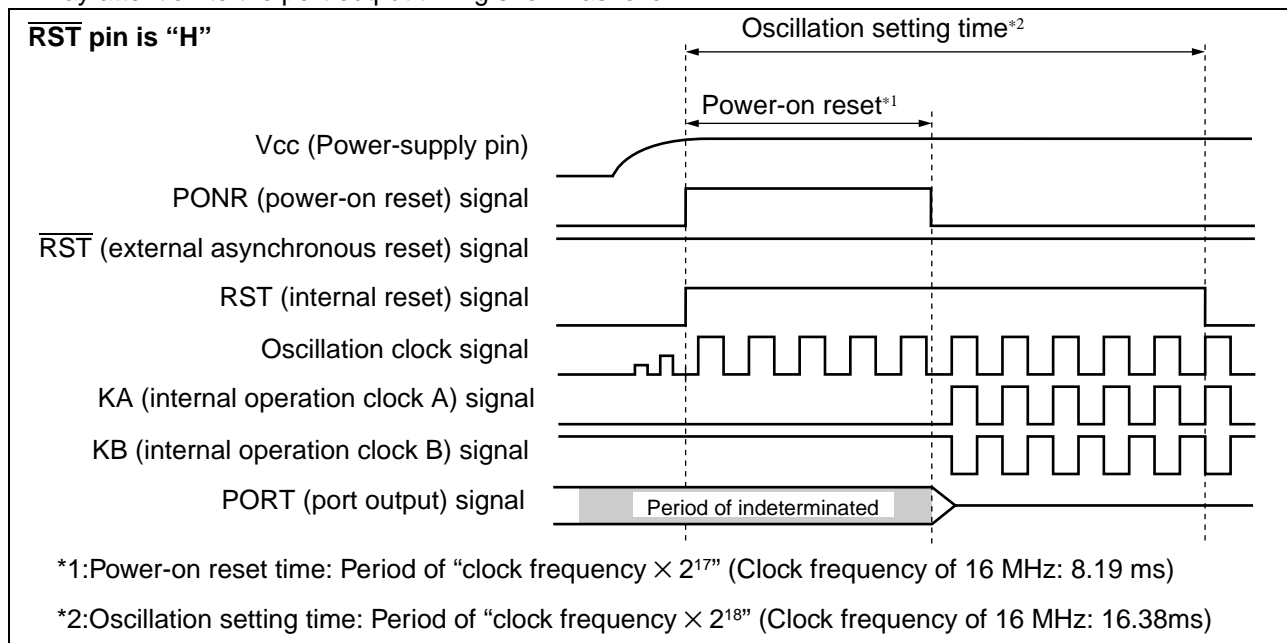 RST pin is “H”
Oscillation setting time*2
Power-on reset*1
Vcc (Power-supply pin)
PONR (power-on reset) signal
RST (external asynchronous reset) signal
RST (internal reset) signal
Oscillation clock signal
KA (internal operation clock A) signal
KB (internal operation clock B) signal
PORT (port output) signal
Period of indeterminated
*1:Power-on reset time: Period of “clock frequency × 2¹⁷” (Clock frequency of 16 MHz: 8.19 ms)
*2:Oscillation setting time: Period of “clock frequency × 2¹⁸” (Clock frequency of 16 MHz: 16.38ms)